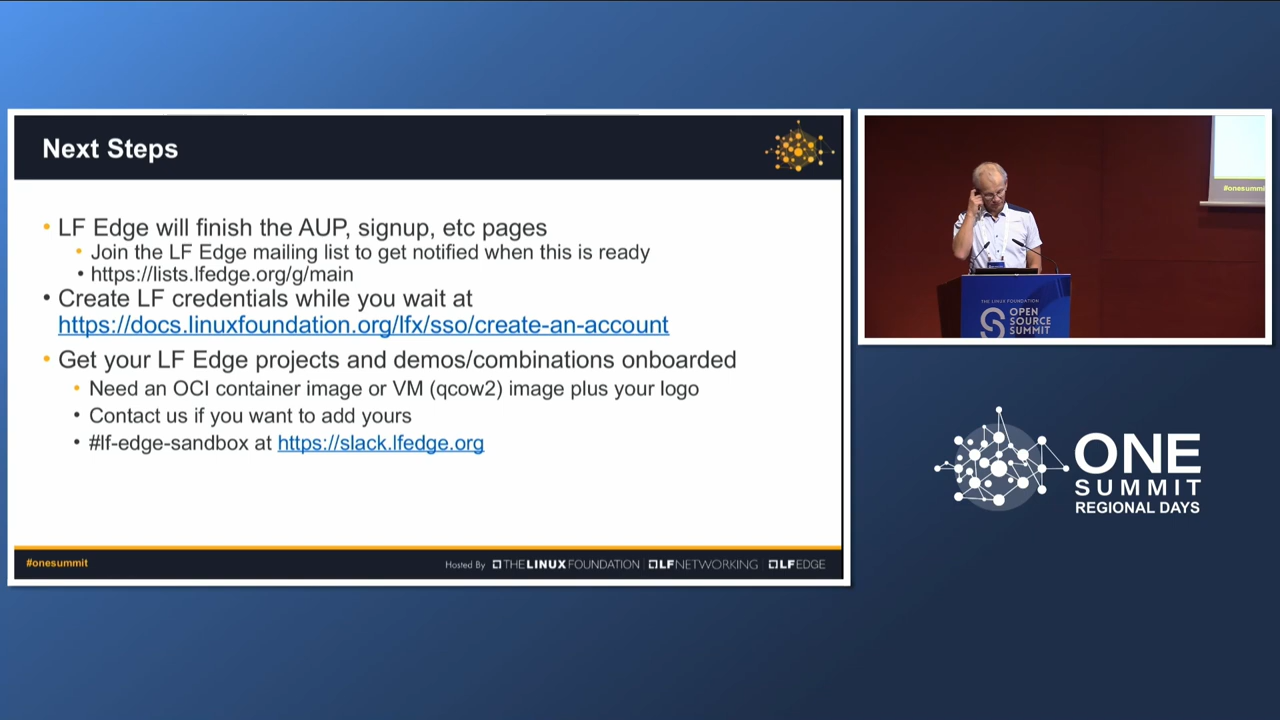 Next Steps
• LF Edge will finish the AUP, signup, etc pages
• Join the LF Edge mailing list to get notified when this is ready
• https://lists.lfedge.org/g/main
• Create LF credentials while you wait at
https://docs.linuxfoundation.org/lfx/sso/create-an-account
• Get your LF Edge projects and demos/combinations onboarded
• Need an OCI container image or VM (qcow2) image plus your logo
• Contact us if you want to add yours
• #lf-edge-sandbox at https://slack.lfedge.org
#onesummit
Hosted By THE LINUX FOUNDATION | LF NETWORKING | LF EDGE
#onesummi
THE LINUX FOUNDATION
OPEN
SOURCE
SUMMIT
ONE
SUMMIT
REGIONAL DAYS